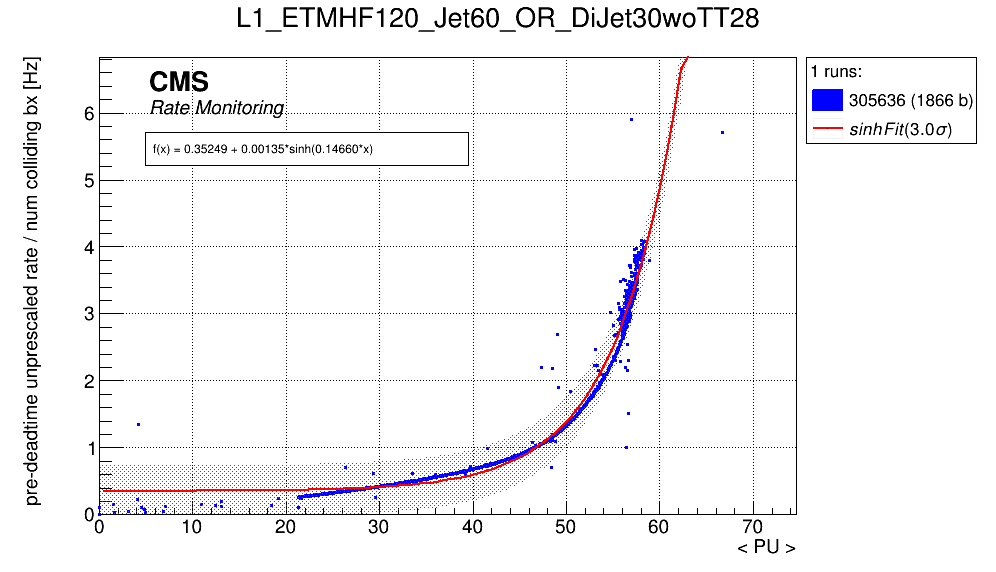 L1_ETMHF120_Jet60_OR_DiJet30woTT28
pre-deadtime unprescaled rate / num colliding bx [Hz]
CMS
Rate Monitoring
f(x) = 0.35249 + 0.00135*sinh(0.14660*x)
1 runs:
305636 (1866 b)
sinhFit(3.0σ)
6
5
4
3
2
1
0
0 10 20 30 40 50 60 70
< PU >